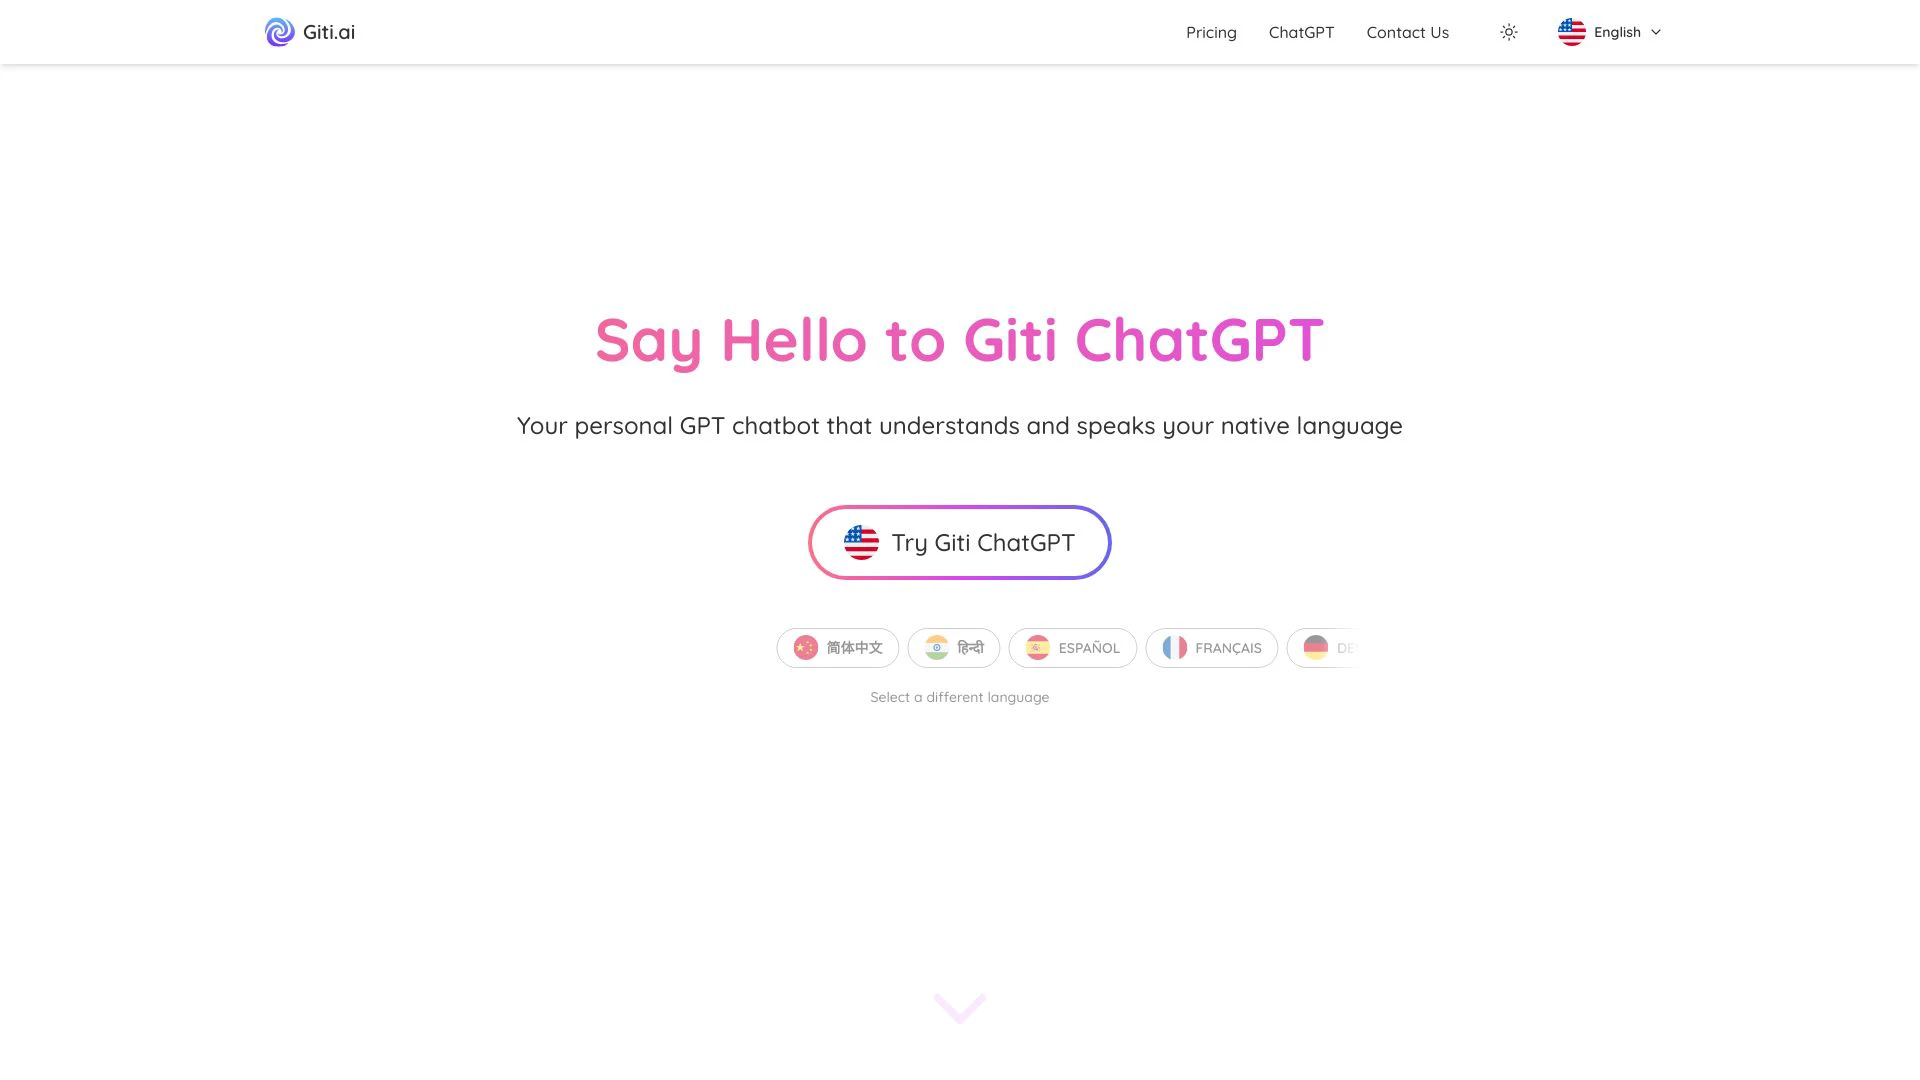 Giti.ai
Pricing ChatGPT Contact Us English
Say Hello to Giti ChatGPT
Your personal GPT chatbot that understands and speaks your native language
Try Giti ChatGPT
简体中文 हिन्दी ESPAÑOL FRANÇAIS DE
Select a different language